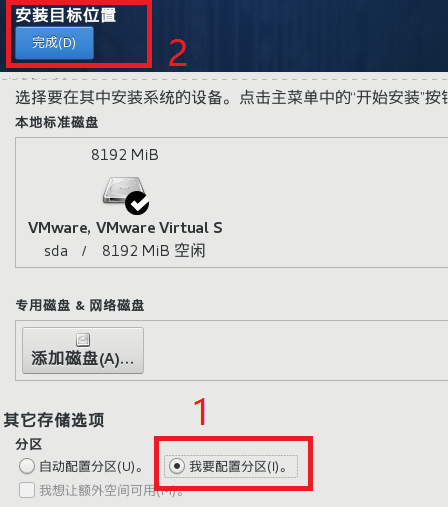 安装目标位置
完成(D)
2
选择要在其中安装系统的设备。点击主菜单中的“开始安装”按钮
本地标准磁盘
8192 MiB
VMware, VMware Virtual S
sda / 8192 MiB 空闲
专用磁盘 & 网络磁盘
添加磁盘(A)...
1
其它存储选项
分区
自动配置分区(U)。
我要配置分区(I)。
我想让额外空间可用(M)。